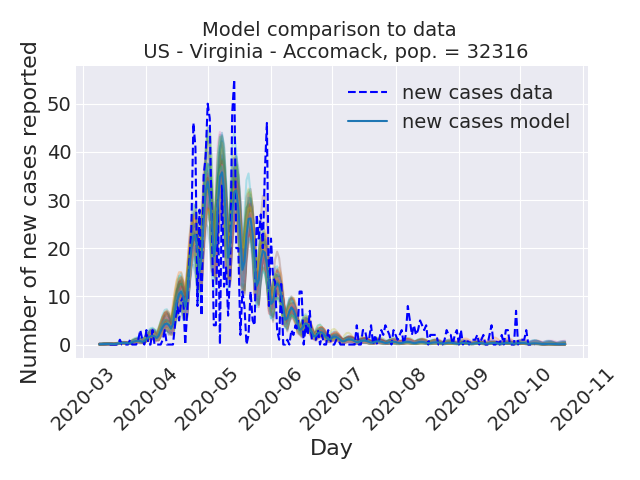 Model comparison to data
US - Virginia - Accomack, pop. = 32316
Number of new cases reported
50
40
30
20
10
0
new cases data
new cases model
2020-03
2020-04
2020-05
2020-06
2020-07
2020-08
2020-09
2020-10
2020-11
Day